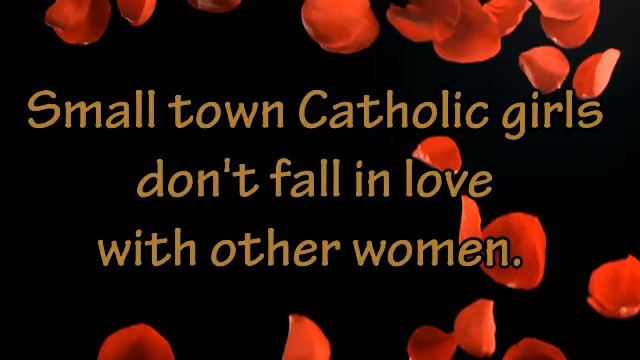 Small town Catholic girls
don't fall in love
with other women.